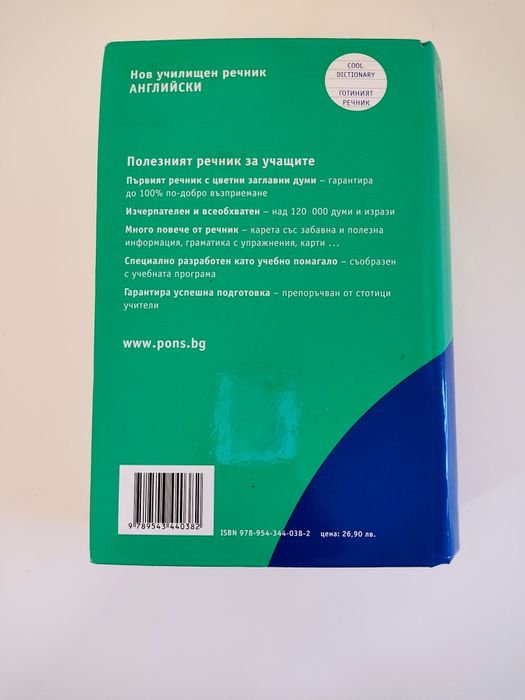 Нов училищен речник
АНГЛИЙСКИ
COOL
DICTIONARY
ГОТИНИЯТ
РЕЧНИК
Полезният речник за учащите
Първият речник с цветни заглавни думи – гарантира
до 100% по-добро възприемане
Изчерпателен и всеобхватен – над 120 000 думи и изрази
Много повече от речник – карета със забавна и полезна
информация, граматика с упражнения, карти ...
Специално разработен като учебно помагало – съобразен
с учебната програма
Гарантира успешна подготовка – препоръчван от стотици
учители
www.pons.bg
9 789543 440382
ISBN 978-954-344-038-2 цена: 26,90 лв.